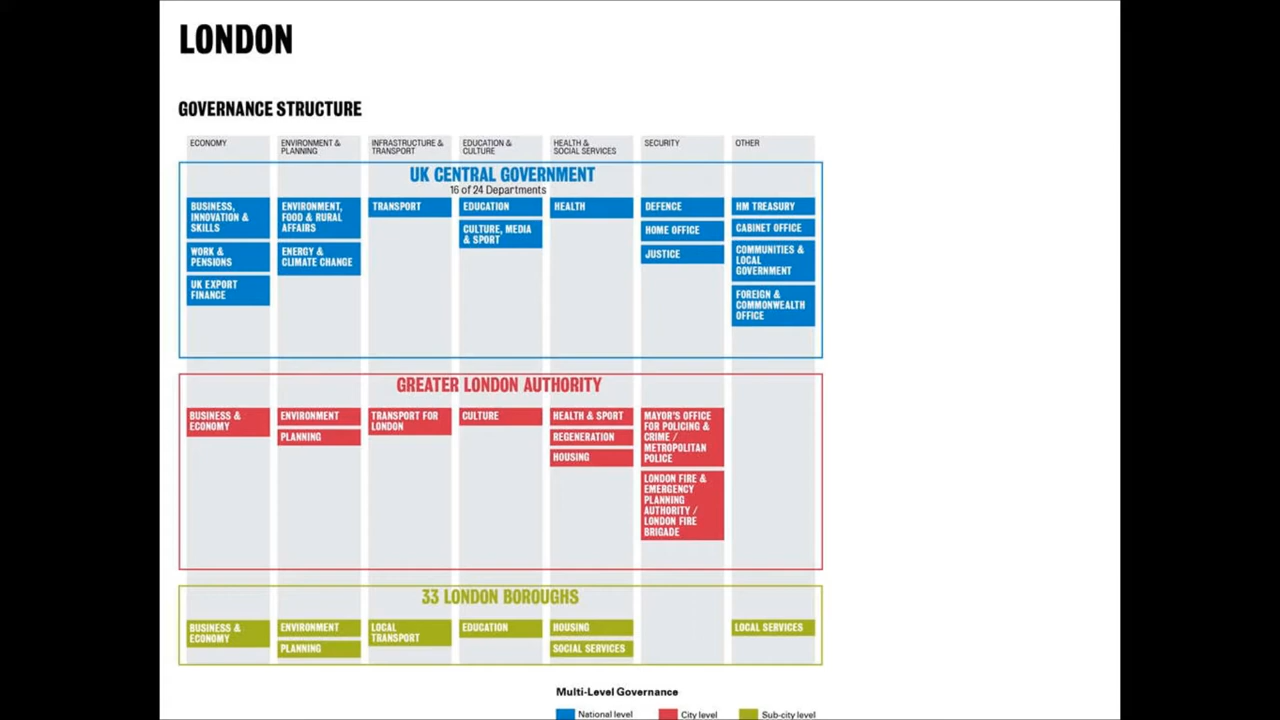 LONDON
GOVERNANCE STRUCTURE
ECONOMY
ENVIRONMENT &
PLANNING
INFRASTRUCTURE &
TRANSPORT
EDUCATION &
CULTURE
HEALTH &
SOCIAL SERVICES
SECURITY
OTHER
UK CENTRAL GOVERNMENT
16 of 24 Departments
BUSINESS,
INNOVATION &
SKILLS
WORK &
PENSIONS
UK EXPORT
FINANCE
ENVIRONMENT,
FOOD & RURAL
AFFAIRS
ENERGY &
CLIMATE CHANGE
TRANSPORT
EDUCATION
CULTURE, MEDIA
& SPORT
HEALTH
DEFENCE
HOME OFFICE
JUSTICE
HM TREASURY
CABINET OFFICE
COMMUNITIES &
LOCAL
GOVERNMENT
FOREIGN &
COMMONWEALTH
OFFICE
GREATER LONDON AUTHORITY
BUSINESS &
ECONOMY
ENVIRONMENT
PLANNING
TRANSPORT FOR
LONDON
CULTURE
HEALTH & SPORT
REGENERATION
HOUSING
MAYOR'S OFFICE
FOR POLICING &
CRIME /
METROPOLITAN
POLICE
LONDON FIRE &
EMERGENCY
PLANNING
AUTHORITY /
LONDON FIRE
BRIGADE
33 LONDON BOROUGHS
BUSINESS &
ECONOMY
ENVIRONMENT
PLANNING
LOCAL
TRANSPORT
EDUCATION
HOUSING
SOCIAL SERVICES
LOCAL SERVICES
Multi-Level Governance
National level
City level
Sub-city level